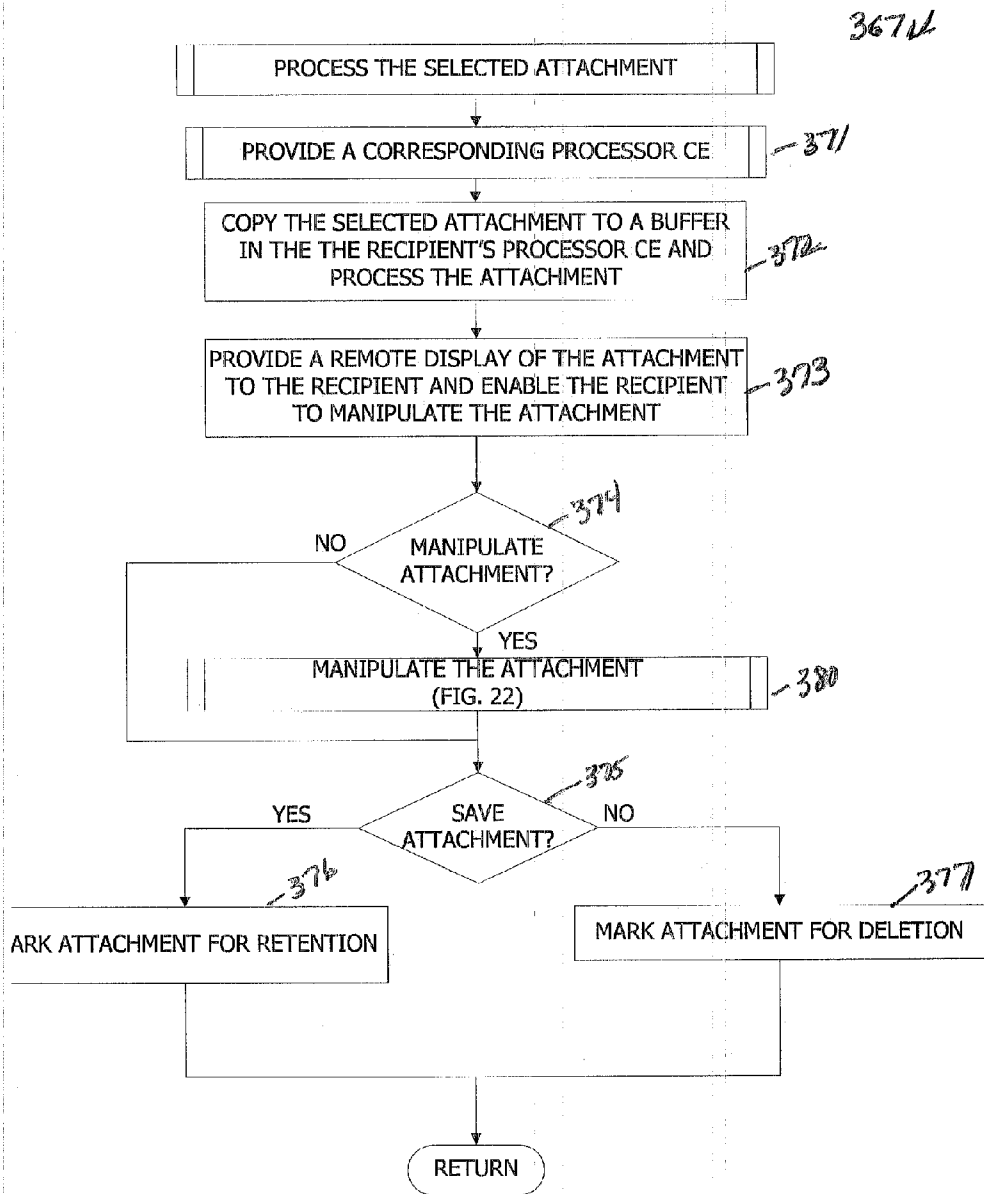 367
PROCESS THE SELECTED ATTACHMENT
PROVIDE A CORRESPONDING PROCESSOR CE
371
COPY THE SELECTED ATTACHMENT TO A BUFFER
IN THE THE RECIPIENT'S PROCESSOR CE AND
PROCESS THE ATTACHMENT
372
PROVIDE A REMOTE DISPLAY OF THE ATTACHMENT
TO THE RECIPIENT AND ENABLE THE RECIPIENT
TO MANIPULATE THE ATTACHMENT
373
374
NO
MANIPULATE
ATTACHMENT?
YES
MANIPULATE THE ATTACHMENT
(FIG. 22)
380
375
YES
SAVE
ATTACHMENT?
NO
376
377
ARK ATTACHMENT FOR RETENTION
MARK ATTACHMENT FOR DELETION
RETURN